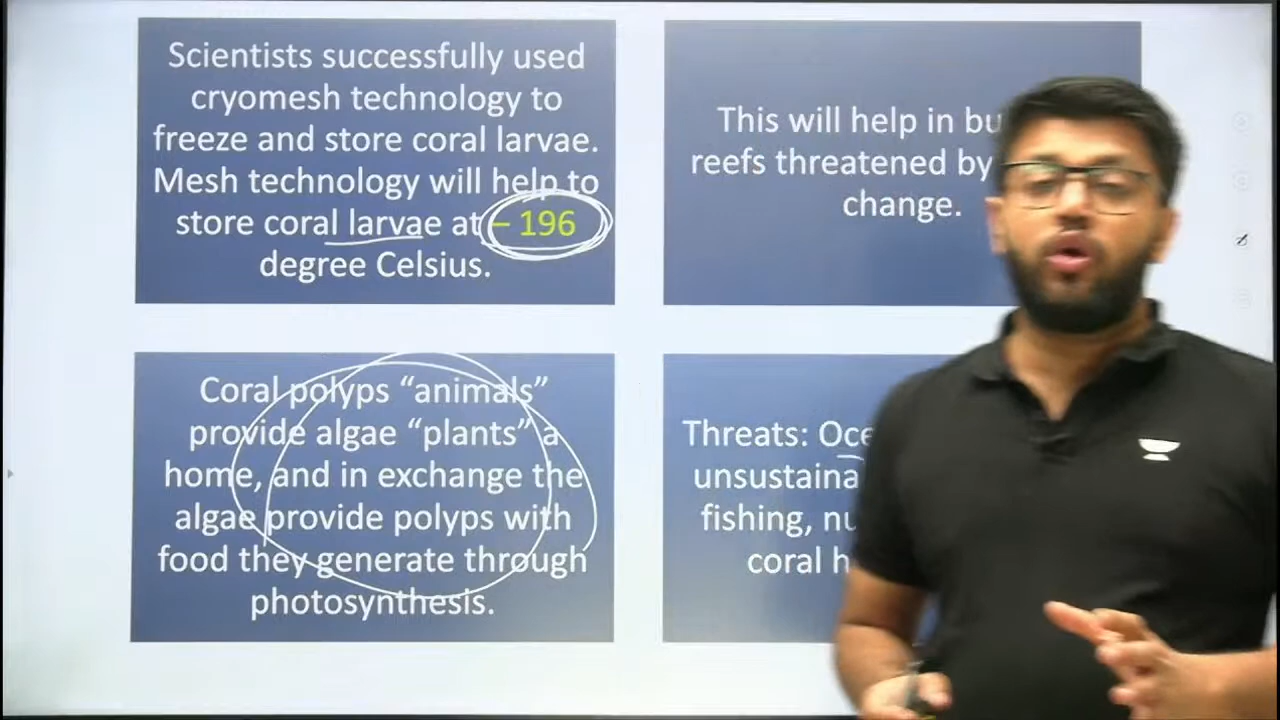 Scientists successfully used
cryomesh technology to
freeze and store coral larvae.
Mesh technology will help to
store coral larvae at – 196
degree Celsius.
This will help in
reefs threatened by
change.
Coral polyps “animals”
provide algae “plants” a
home, and in exchange the
algae provide polyps with
food they generate through
photosynthesis.
Threats:
fishing,
coral